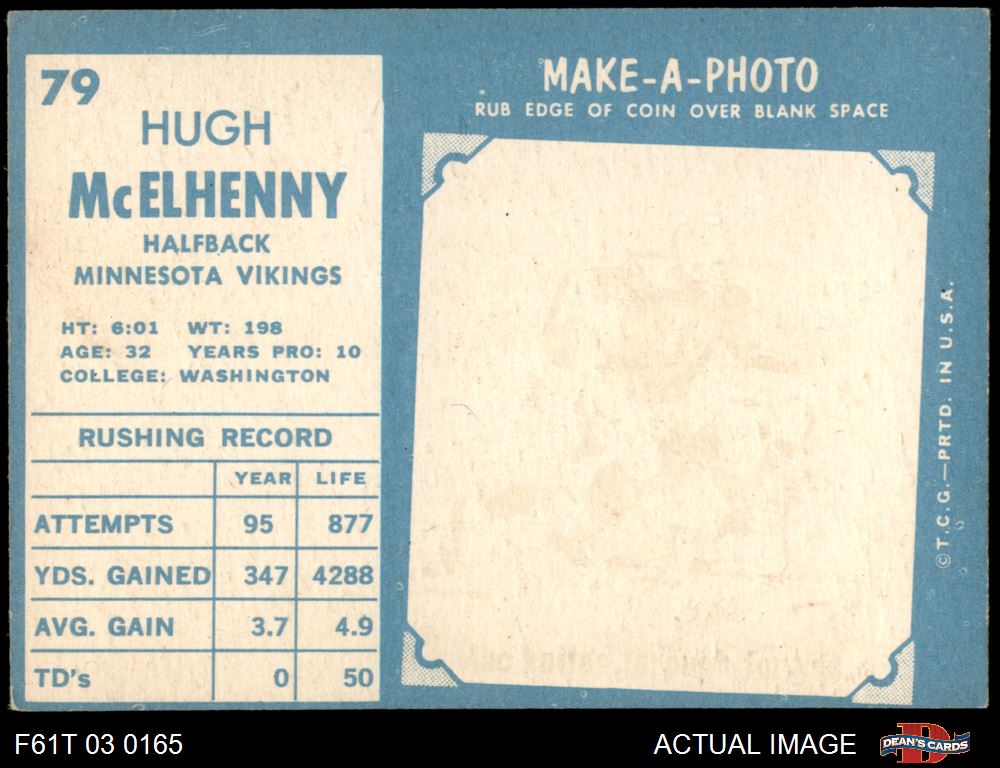 79
HUGH
McELHENNY
HALFBACK
MINNESOTA VIKINGS
HT: 6:01 WT: 198
AGE: 32 YEARS PRO: 10
COLLEGE: WASHINGTON
RUSHING RECORD
YEAR LIFE
ATTEMPTS 95 877
YDS. GAINED 347 4288
AVG. GAIN 3.7 4.9
TD's 0 50
MAKE-A-PHOTO
RUB EDGE OF COIN OVER BLANK SPACE
©T.C.G.—PRTD. IN U.S.A.
F61T 03 0165
ACTUAL IMAGE
D
DEAN'S CARDS